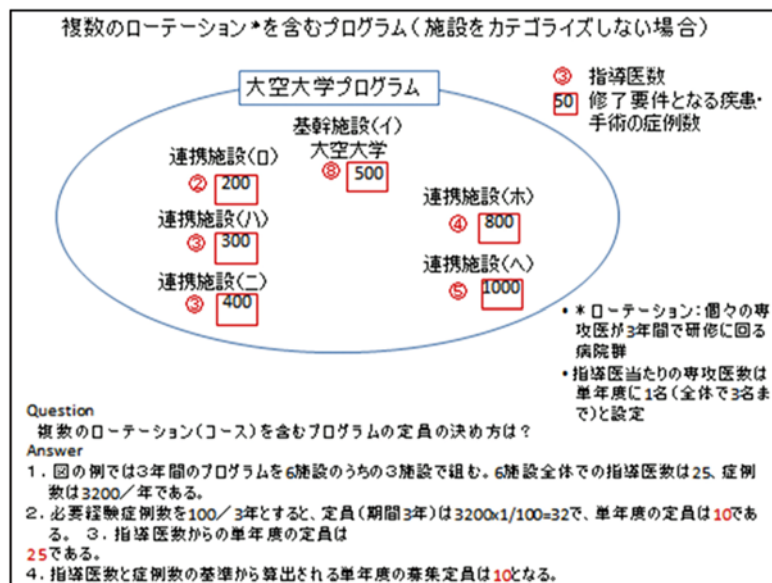 複数のローテーション*を含むプログラム(施設をカテゴライズしない場合)
大空大学プログラム
③ 指導医数
50 修了要件となる疾患・
手術の症例数
基幹施設(イ)
大空大学
⑧ 500
連携施設(ロ)
② 200
連携施設(ハ)
③ 300
連携施設(ニ)
③ 400
連携施設(ホ)
④ 800
連携施設(ヘ)
⑤ 1000
• *ローテーション:個々の専
攻医が3年間で研修に回る
病院群
• 指導医当たりの専攻医数は
単年度に1名(全体で3名ま
で)と設定
Question
複数のローテーション(コース)を含むプログラムの定員の決め方は?
Answer
1.図の例では3年間のプログラムを6施設のうちの3施設で組む。6施設全体での指導医数は25、症例
数は3200/年である。
2.必要経験症例数を100/3年とすると、定員(期間3年)は3200x1/100=32で、単年度の定員は10であ
る。 3.指導医数からの単年度の定員は
25である。
4.指導医数と症例数の基準から算出される単年度の募集定員は10となる。